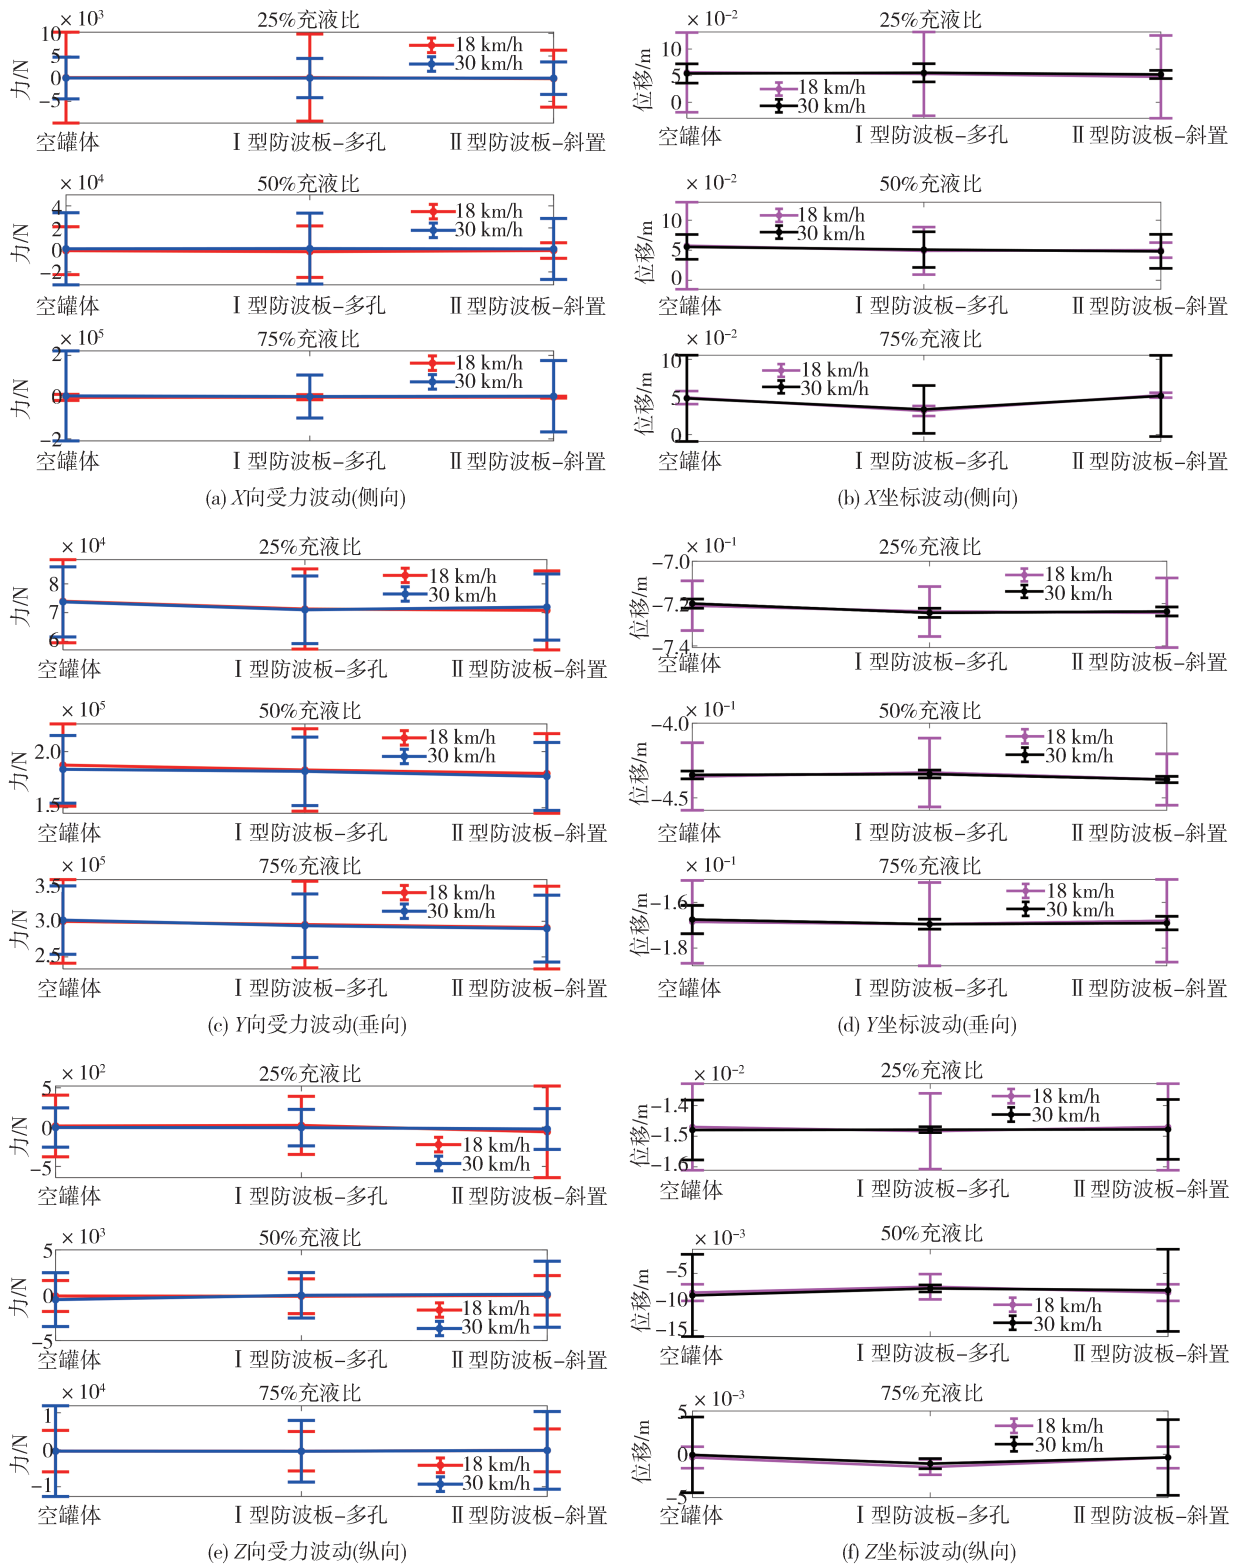 25%充液比
× 10³
10
5
0
−5
力/N
18 km/h
30 km/h
空罐体
Ⅰ型防波板−多孔
Ⅱ型防波板−斜置
50%充液比
× 10⁴
4
2
0
−2
力/N
18 km/h
30 km/h
空罐体
Ⅰ型防波板−多孔
Ⅱ型防波板−斜置
75%充液比
× 10⁵
2
0
−2
力/N
18 km/h
30 km/h
空罐体
Ⅰ型防波板−多孔
Ⅱ型防波板−斜置
(a) X向受力波动(侧向)
25%充液比
× 10⁻²
10
5
0
位移/m
18 km/h
30 km/h
空罐体
Ⅰ型防波板−多孔
Ⅱ型防波板−斜置
50%充液比
× 10⁻²
10
5
0
位移/m
18 km/h
30 km/h
空罐体
Ⅰ型防波板−多孔
Ⅱ型防波板−斜置
75%充液比
× 10⁻²
10
5
0
位移/m
18 km/h
30 km/h
空罐体
Ⅰ型防波板−多孔
Ⅱ型防波板−斜置
(b) X坐标波动(侧向)
25%充液比
× 10⁴
8
7
6
力/N
18 km/h
30 km/h
空罐体
Ⅰ型防波板−多孔
Ⅱ型防波板−斜置
50%充液比
× 10⁵
2.0
1.5
力/N
18 km/h
30 km/h
空罐体
Ⅰ型防波板−多孔
Ⅱ型防波板−斜置
75%充液比
× 10⁵
3.5
3.0
2.5
力/N
18 km/h
30 km/h
空罐体
Ⅰ型防波板−多孔
Ⅱ型防波板−斜置
(c) Y向受力波动(垂向)
25%充液比
× 10⁻¹
−7.0
−7.2
−7.4
位移/m
18 km/h
30 km/h
空罐体
Ⅰ型防波板−多孔
Ⅱ型防波板−斜置
50%充液比
× 10⁻¹
−4.0
−4.5
位移/m
18 km/h
30 km/h
空罐体
Ⅰ型防波板−多孔
Ⅱ型防波板−斜置
75%充液比
× 10⁻¹
−1.6
−1.8
位移/m
18 km/h
30 km/h
空罐体
Ⅰ型防波板−多孔
Ⅱ型防波板−斜置
(d) Y坐标波动(垂向)
25%充液比
× 10²
5
0
−5
力/N
18 km/h
30 km/h
空罐体
Ⅰ型防波板−多孔
Ⅱ型防波板−斜置
50%充液比
× 10³
5
0
−5
力/N
18 km/h
30 km/h
空罐体
Ⅰ型防波板−多孔
Ⅱ型防波板−斜置
75%充液比
× 10⁴
1
0
−1
力/N
18 km/h
30 km/h
空罐体
Ⅰ型防波板−多孔
Ⅱ型防波板−斜置
(e) Z向受力波动(纵向)
25%充液比
× 10⁻²
−1.4
−1.5
−1.6
位移/m
18 km/h
30 km/h
空罐体
Ⅰ型防波板−多孔
Ⅱ型防波板−斜置
50%充液比
× 10⁻³
−5
−10
−15
位移/m
18 km/h
30 km/h
空罐体
Ⅰ型防波板−多孔
Ⅱ型防波板−斜置
75%充液比
× 10⁻³
5
0
−5
位移/m
18 km/h
30 km/h
空罐体
Ⅰ型防波板−多孔
Ⅱ型防波板−斜置
(f) Z坐标波动(纵向)